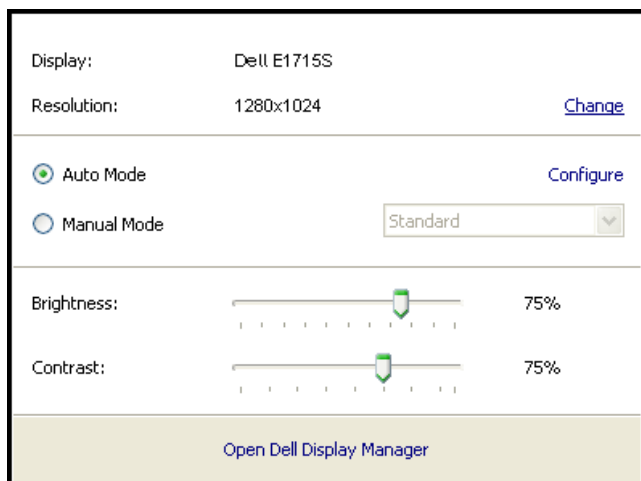 Display: Dell E1715S
Resolution: 1280x1024 Change
Auto Mode Configure
Manual Mode Standard
Brightness: 75%
Contrast: 75%
Open Dell Display Manager